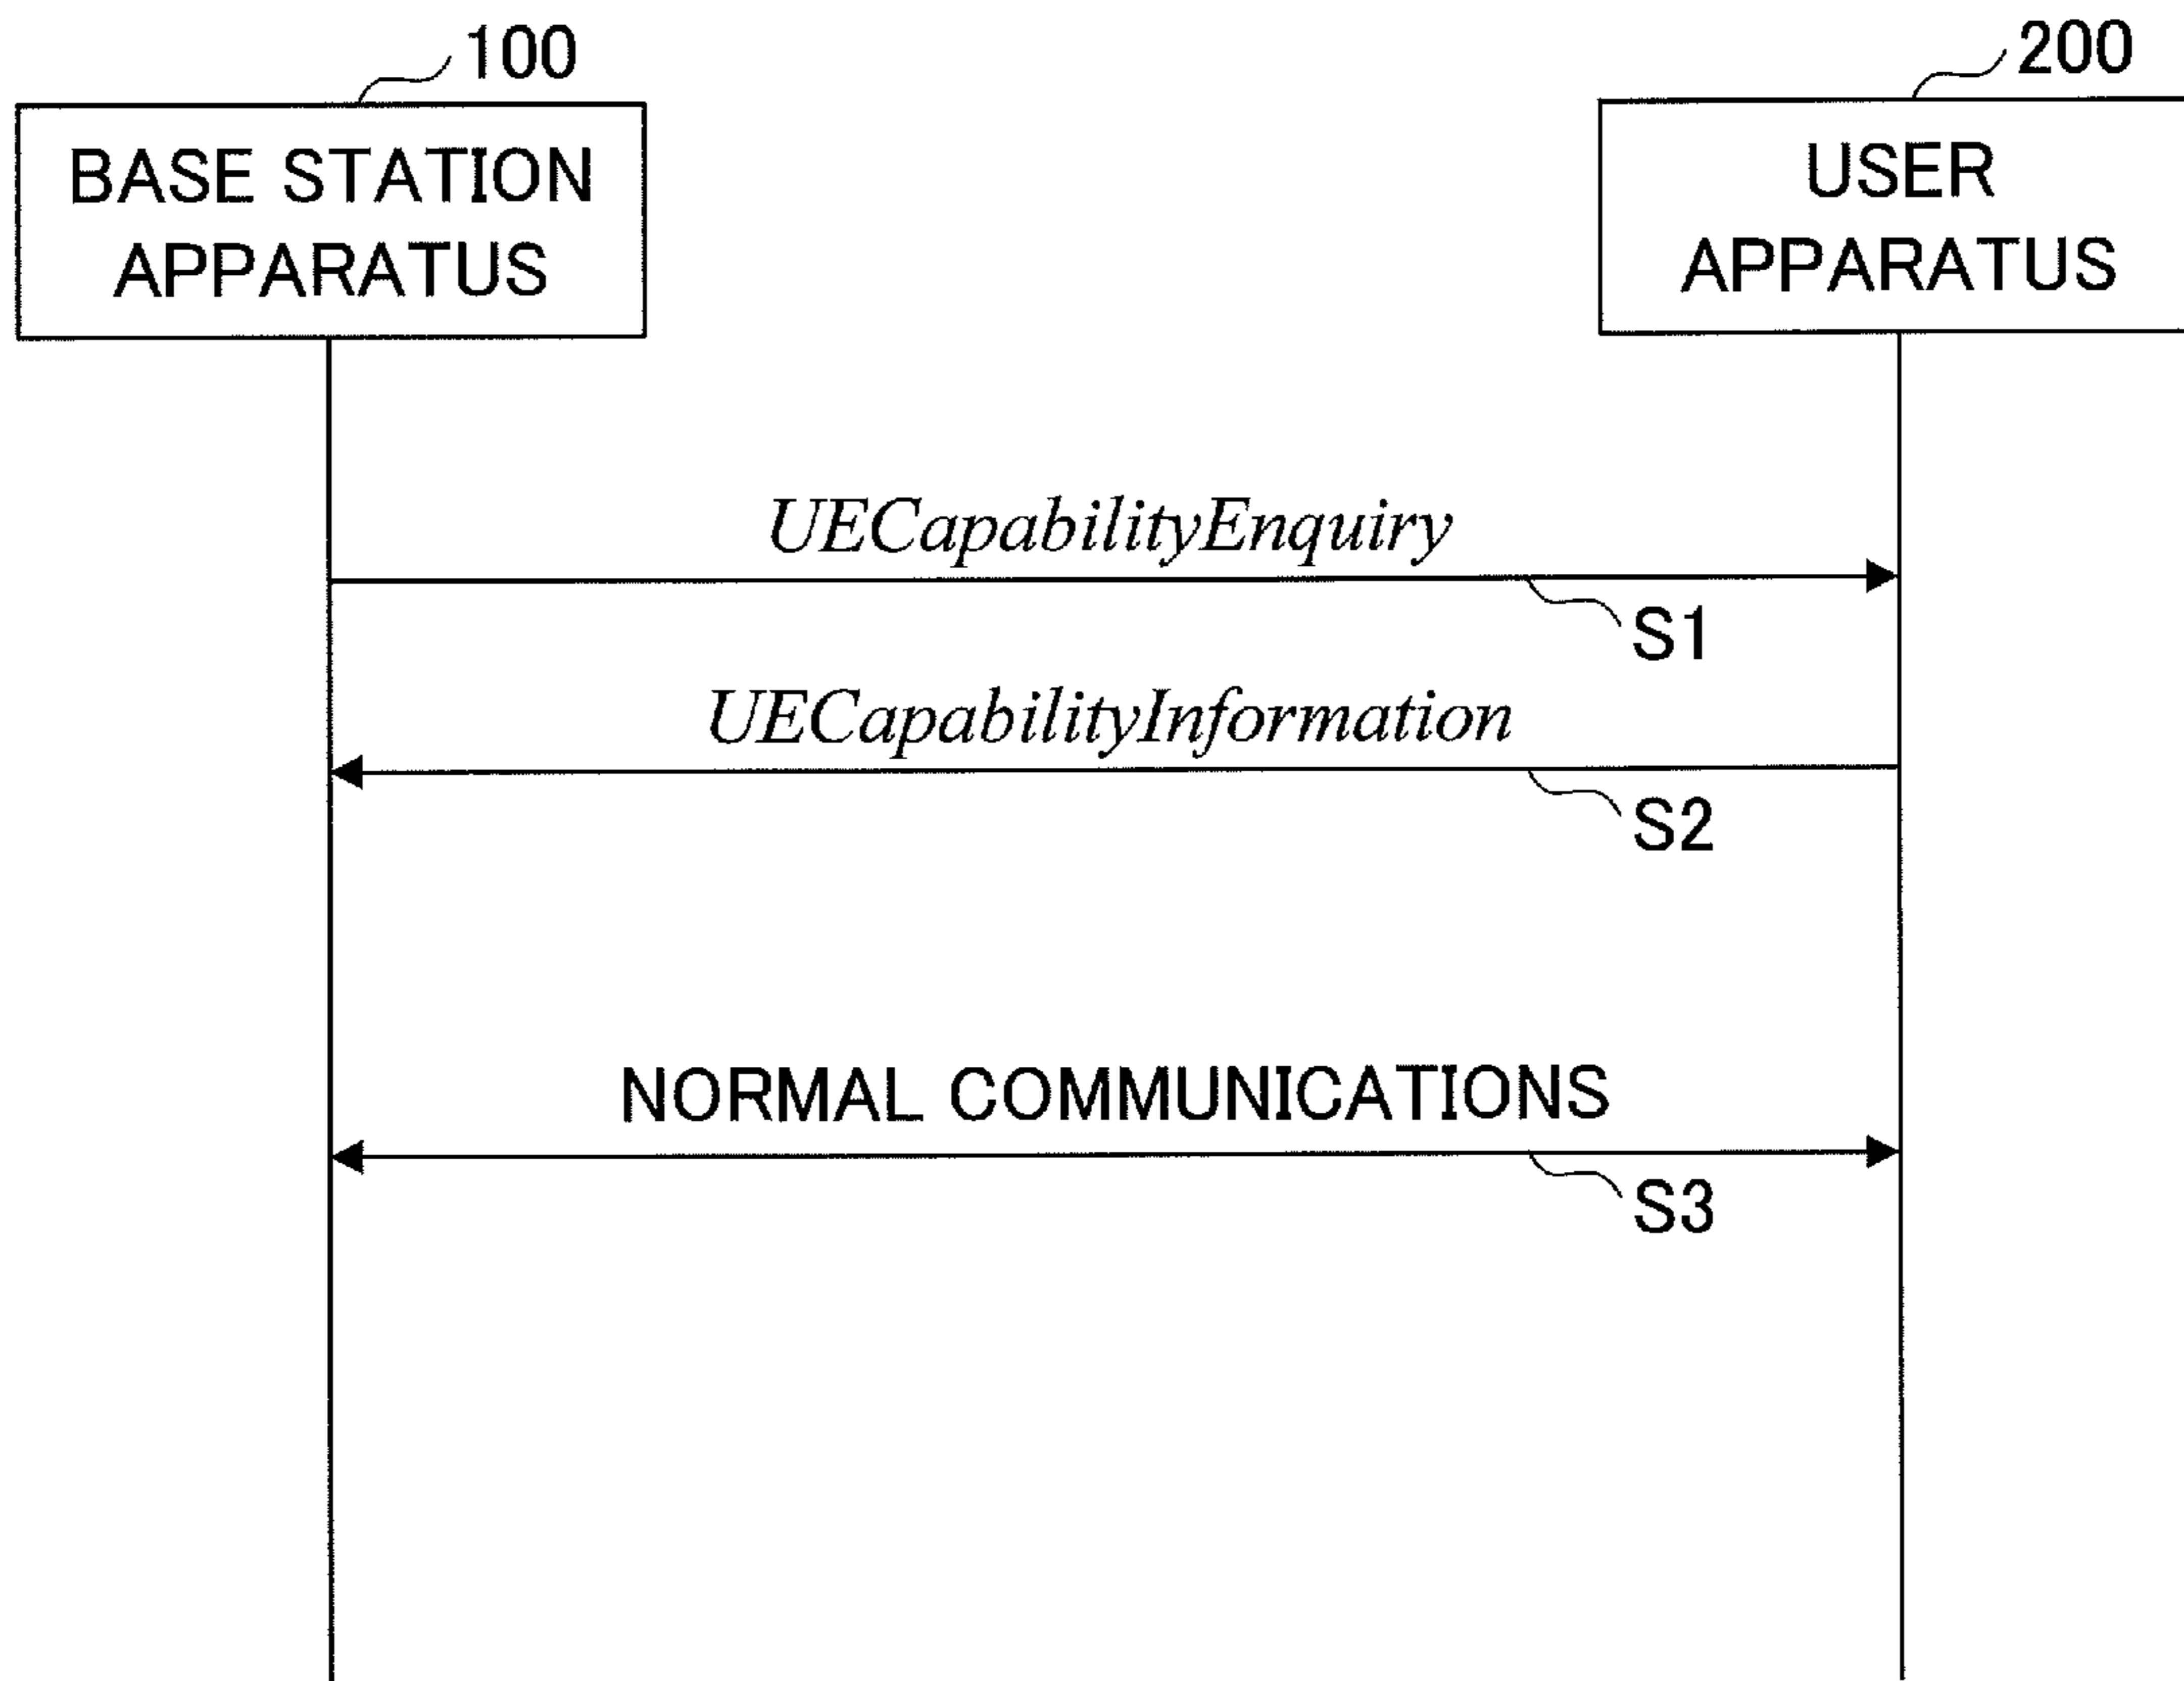 100
200
BASE STATION
APPARATUS
USER
APPARATUS
UECapabilityEnquiry
S1
UECapabilityInformation
S2
NORMAL COMMUNICATIONS
S3